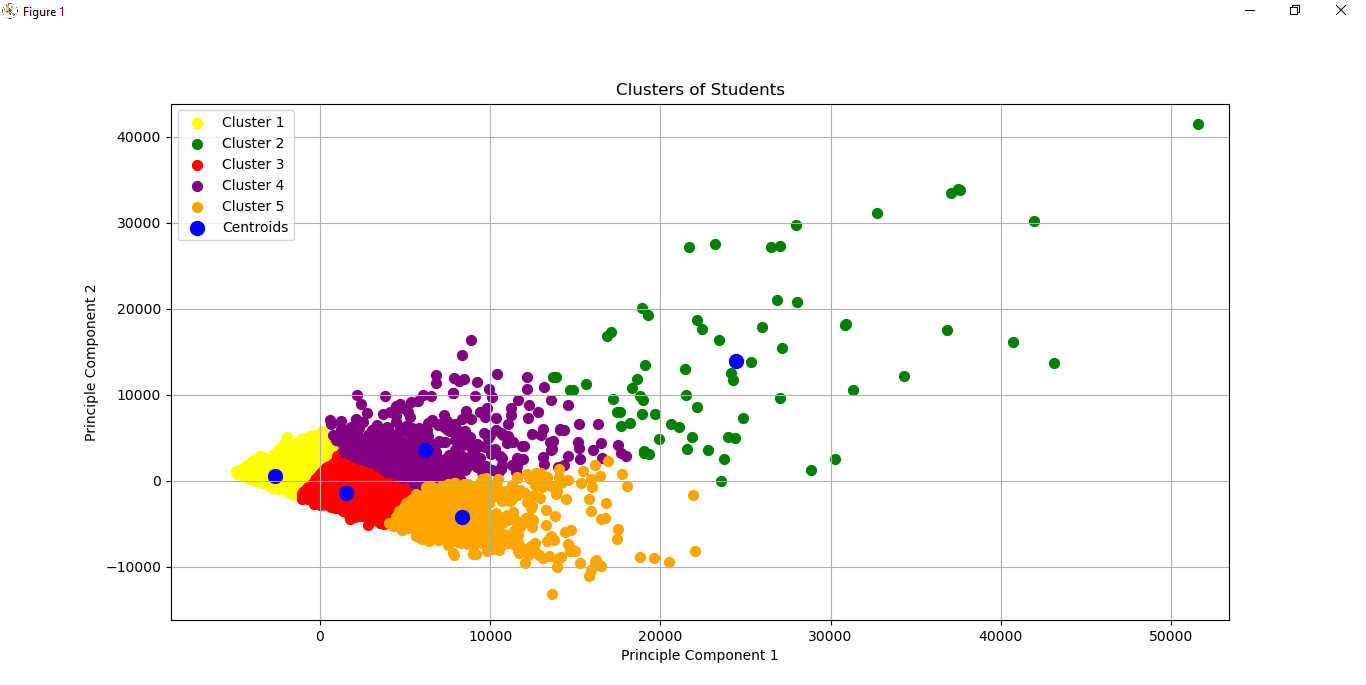 Figure 1
Clusters of Students
Cluster 1
Cluster 2
Cluster 3
Cluster 4
Cluster 5
Centroids
40000
30000
20000
10000
0
−10000
Principle Component 2
0 10000 20000 30000 40000 50000
Principle Component 1